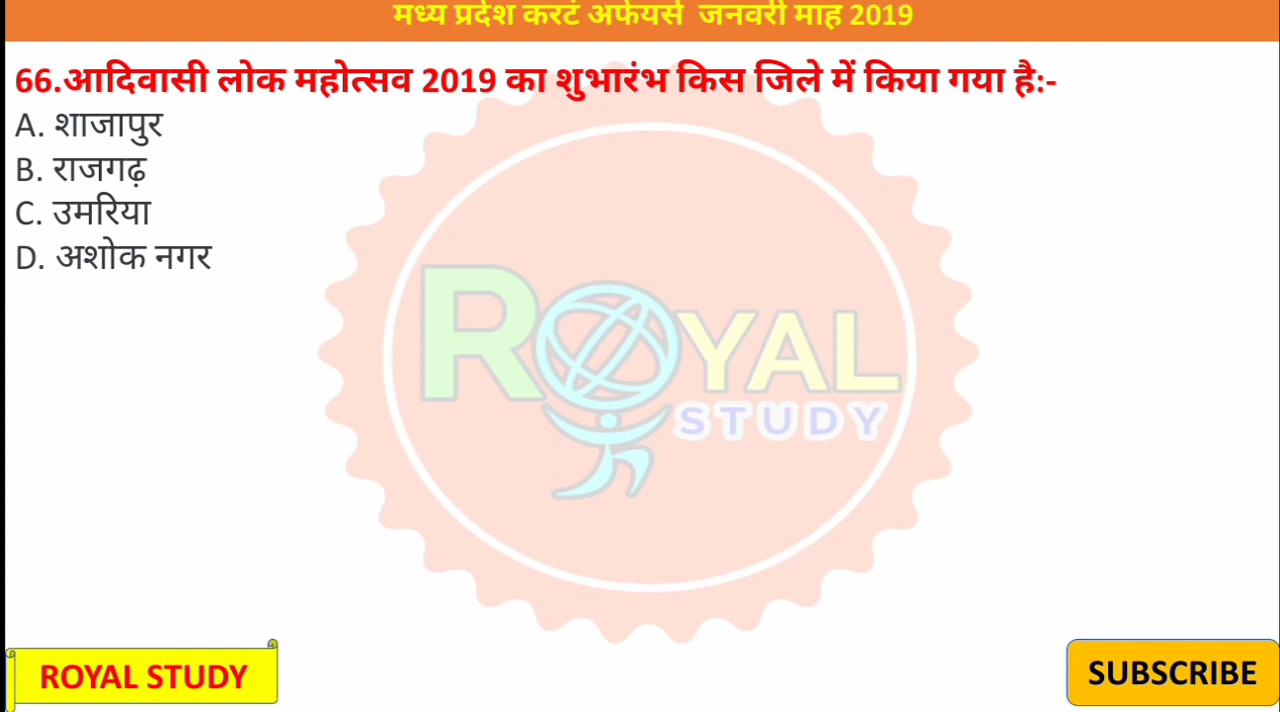 मध्य प्रदेश करटं अफेयर्स जनवरी माह 2019
66.आदिवासी लोक महोत्सव 2019 का शुभारंभ किस जिले में किया गया है:-
A. शाजापुर
B. राजगढ़
C. उमरिया
D. अशोक नगर
ROYAL
STUDY
ROYAL STUDY
SUBSCRIBE